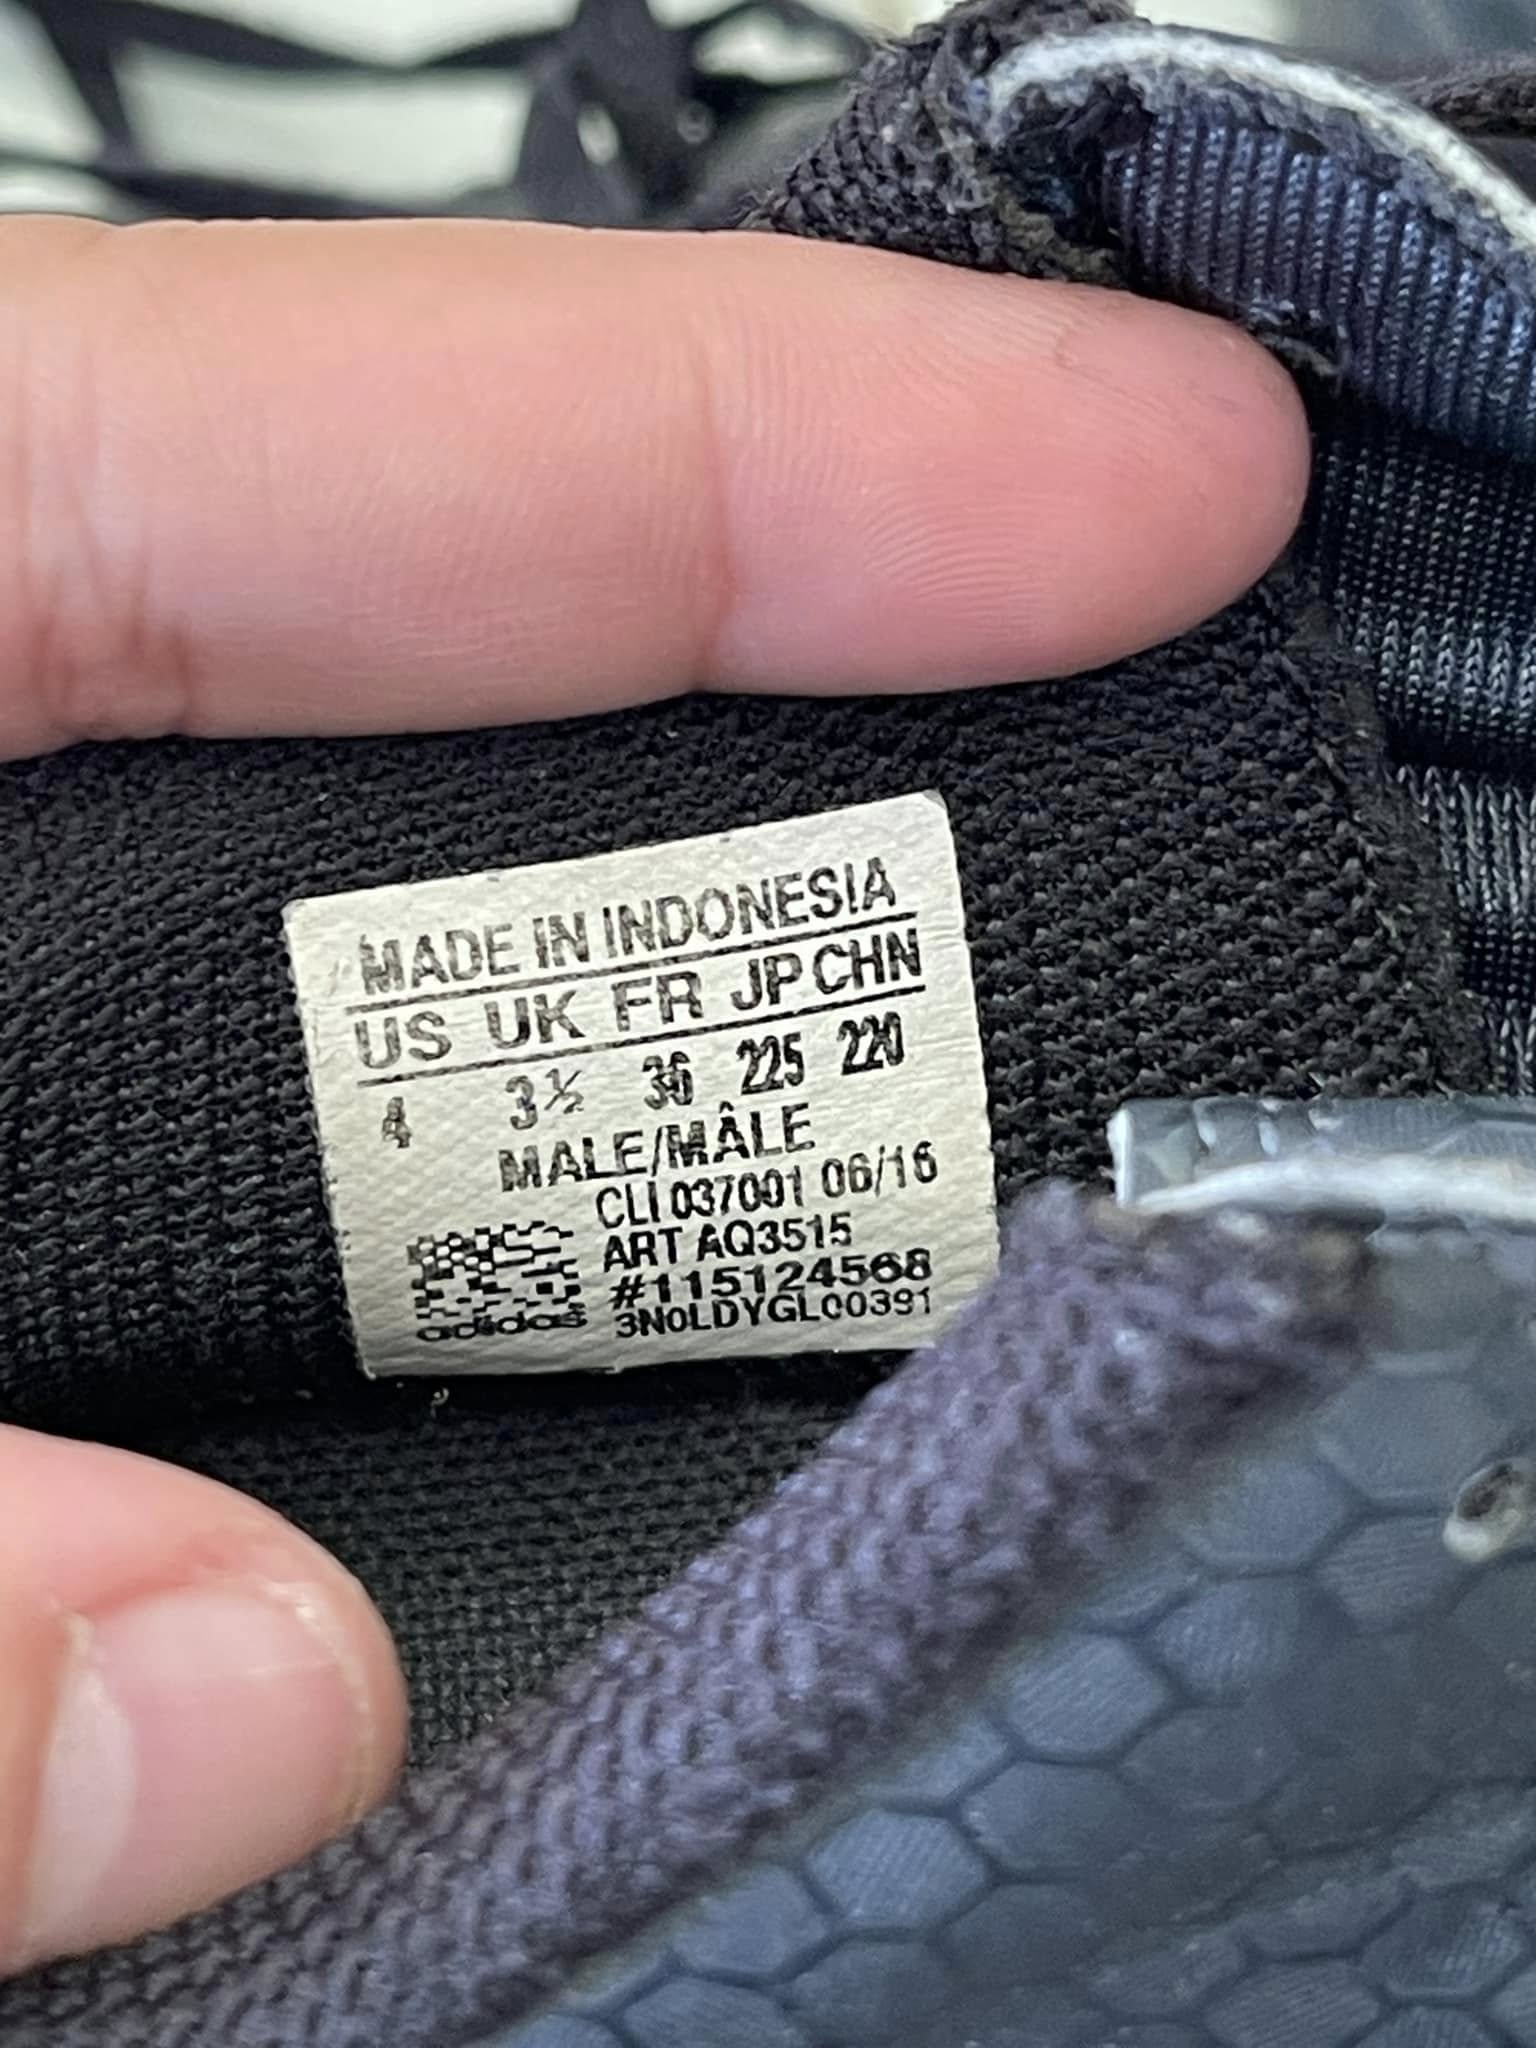 MADE IN INDONESIA
US UK FR JP CHN
4 3½ 36 225 220
MALE/MÂLE
CLI 037001 06/16
ART AQ3515
#115124568
3N0LDYGL00391
adidas